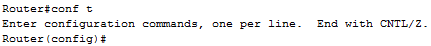 Router#conf t
Enter configuration commands, one per line.  End with CNTL/Z.
Router(config)#